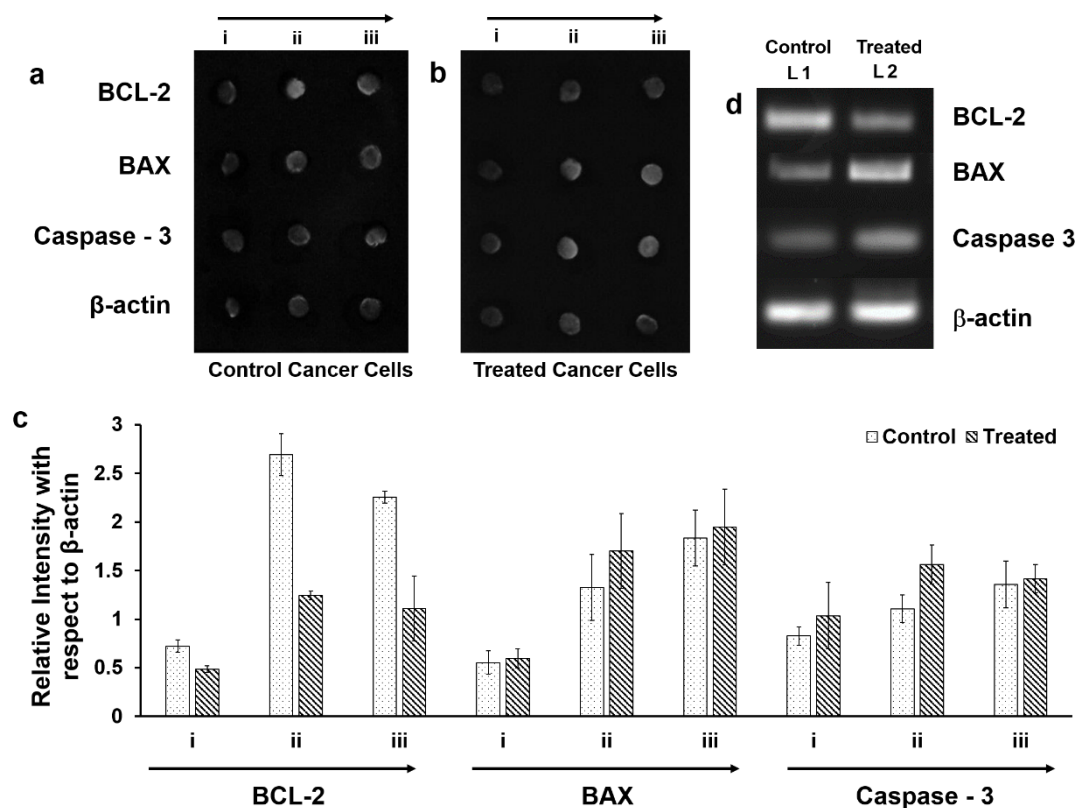 i ii iii
a
BCL-2
BAX
Caspase - 3
β-actin
Control Cancer Cells
i ii iii
b
Treated Cancer Cells
Control Treated
L 1 L 2
d
BCL-2
BAX
Caspase 3
β-actin
c
Relative Intensity with
respect to β-actin
3
2.5
2
1.5
1
0.5
0
Control Treated
i ii iii i ii iii i ii iii
BCL-2 BAX Caspase - 3